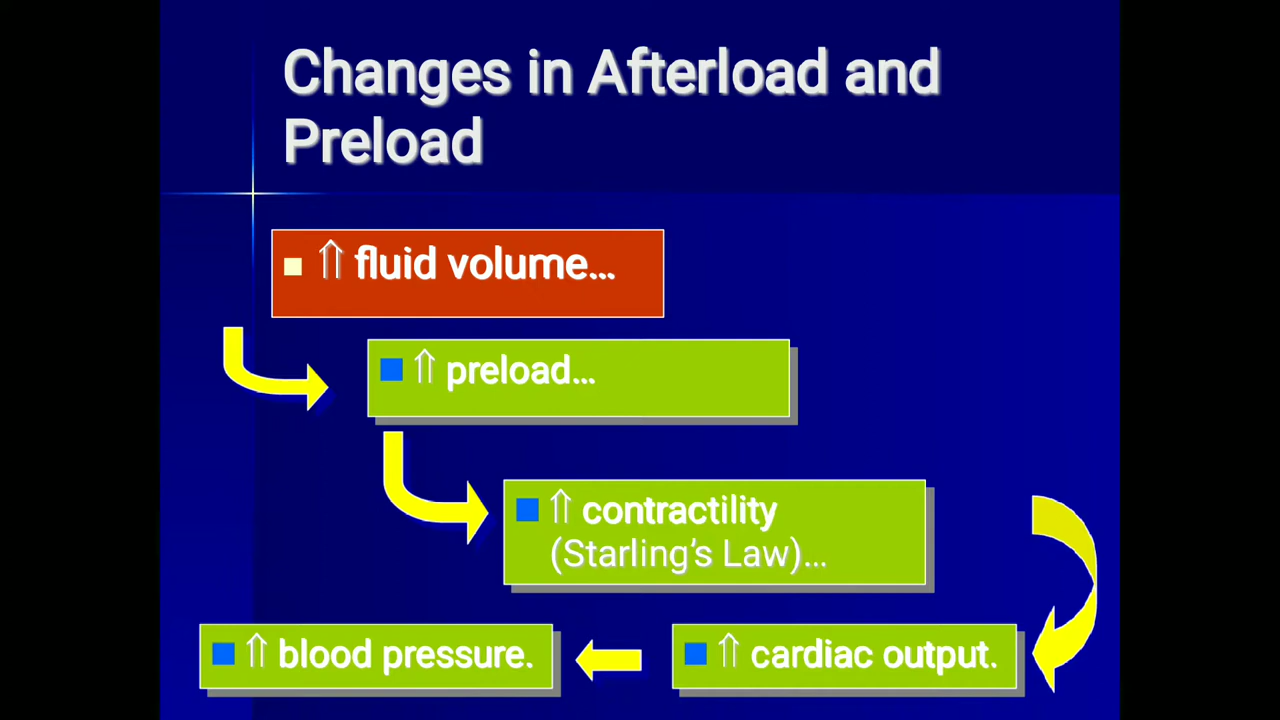 Changes in Afterload and
Preload
⇑ fluid volume…
⇑ preload…
⇑ contractility
(Starling’s Law)…
⇑ cardiac output.
⇑ blood pressure.